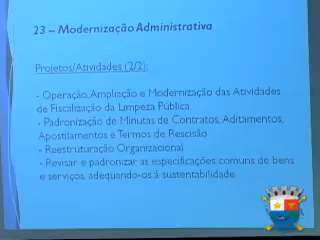 23 – Modernização Administrativa
Projetos/Atividades (2/2):
- Operação, Ampliação e Modernização das Atividades
de Fiscalização da Limpeza Pública
- Padronização de Minutas de Contratos, Aditamentos,
Apostilamentos e Termos de Rescisão
- Reestruturação Organizacional
- Revisar e padronizar as especificações comuns de bens
e serviços, adequando-os à sustentabilidade